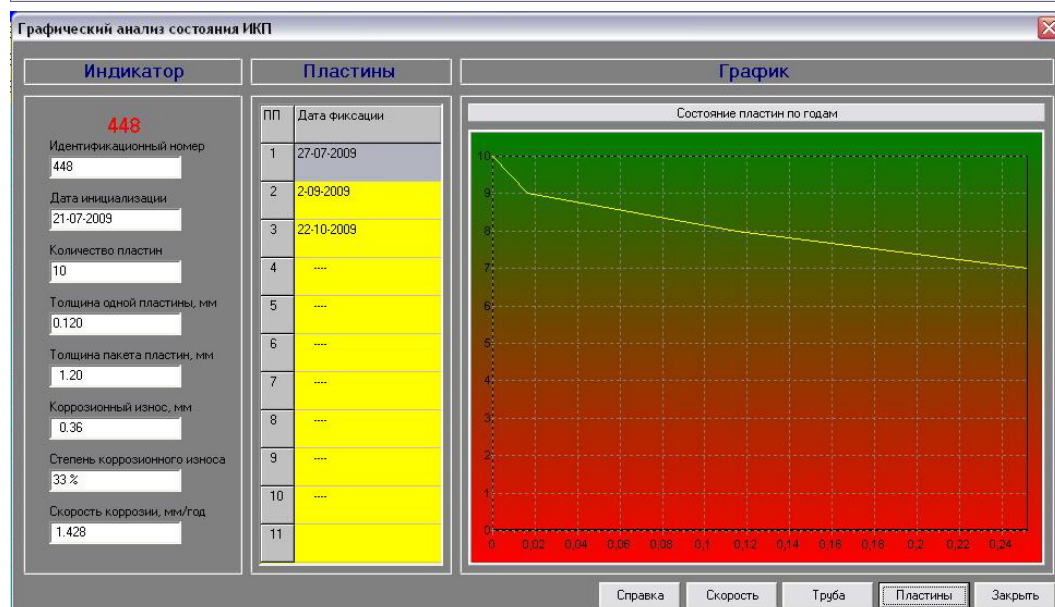 Графический анализ состояния ИКП
Индикатор
448
Идентификационный номер
448
Дата инициализации
21-07-2009
Количество пластин
10
Толщина одной пластины, мм
0.120
Толщина пакета пластин, мм
1.20
Коррозионный износ, мм
0.36
Степень коррозионного износа
33 %
Скорость коррозии, мм/год
1.428
Пластины
ПП Дата фиксации
1 27-07-2009
2 2-09-2009
3 22-10-2009
4 ----
5 ----
6 ----
7 ----
8 ----
9 ----
10 ----
11
График
Состояние пластин по годам
10
9
8
7
6
5
4
3
2
1
0
0 0,02 0,04 0,06 0,08 0,1 0,12 0,14 0,16 0,18 0,2 0,22 0,24
Справка Скорость Труба Пластины Закрыть